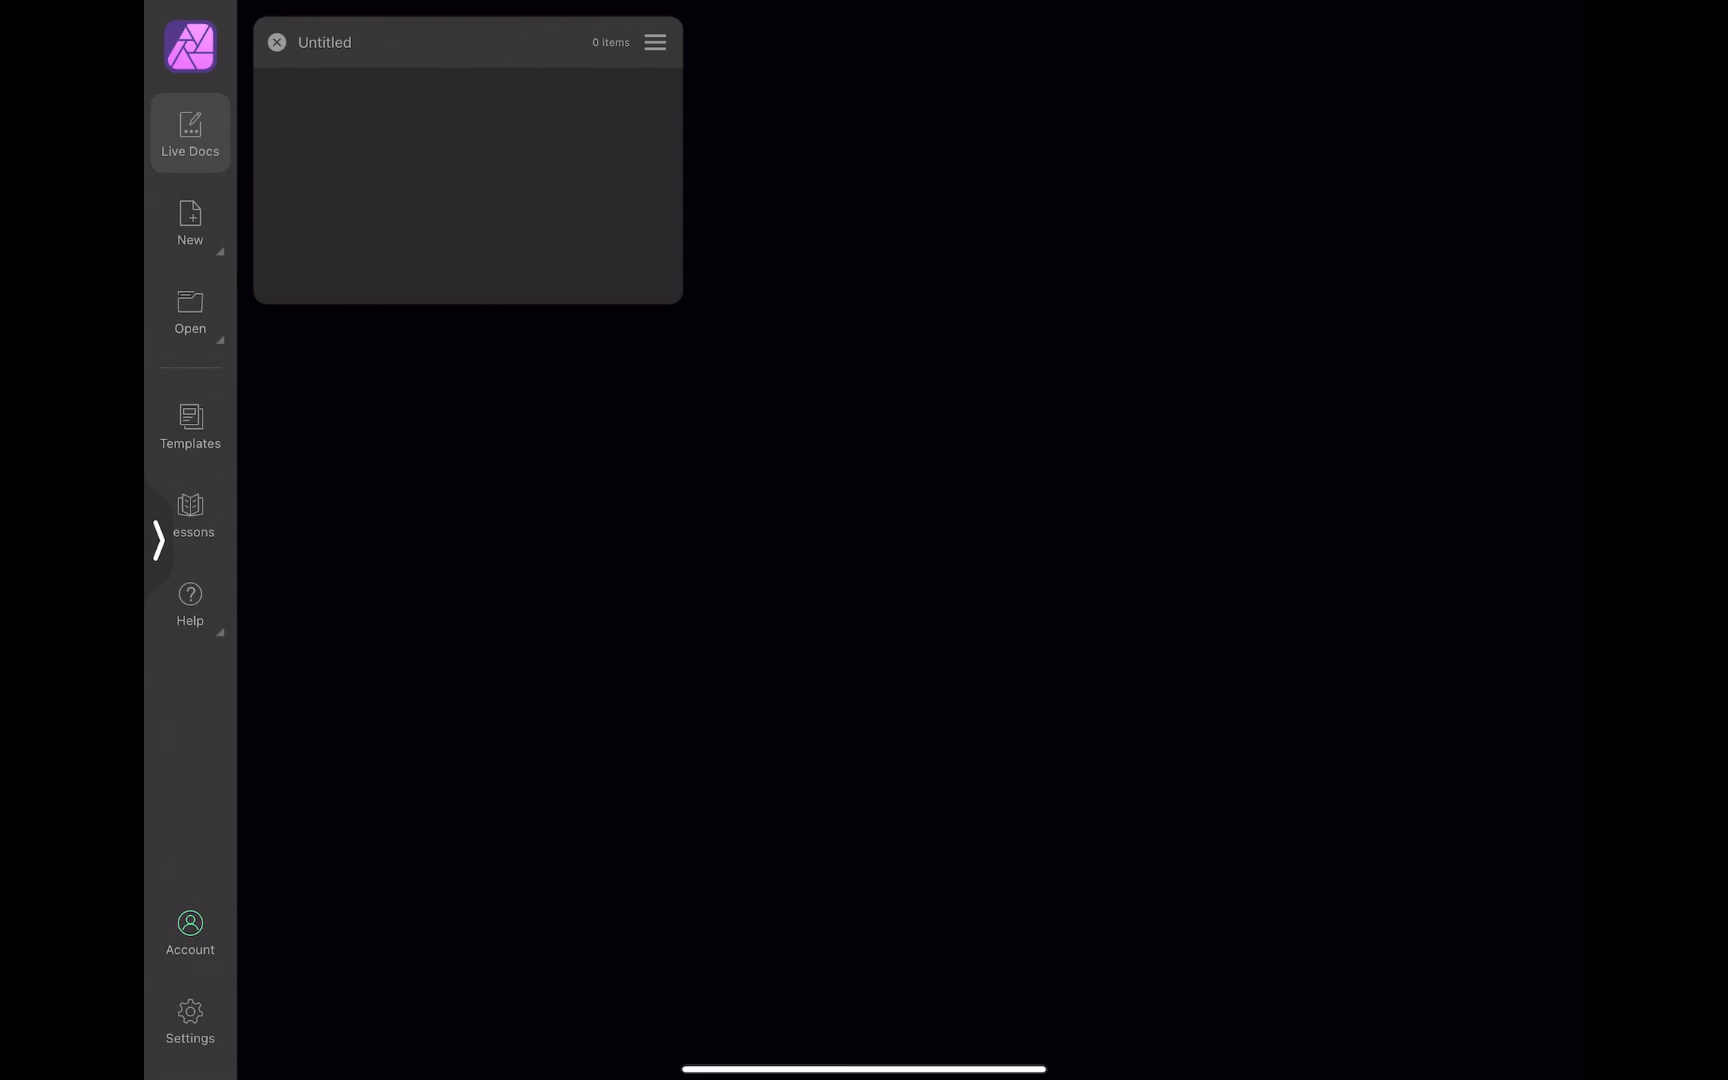 Untitled
0 items
Live Docs
New
Open
Templates
essons
Help
Account
Settings